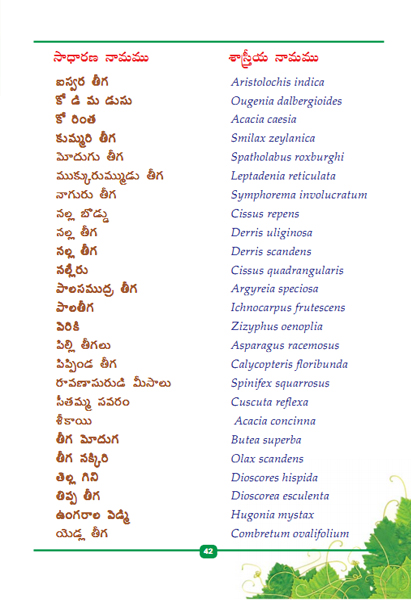 సాధారణ నామము శాస్త్రీయ నామము
ఐస్వర తీగ Aristolochis indica
కో డి మ డుసు Ougenia dalbergioides
కో రింత Acacia caesia
కుమ్మరి తీగ Smilax zeylanica
మోదుగు తీగ Spatholabus roxburghi
ముక్కురుమ్ముడు తీగ Leptadenia reticulata
నాగురు తీగ Symphorema involucratum
నల్ల బొడ్డు Cissus repens
నల్ల తీగ Derris uliginosa
నల్ల తీగ Derris scandens
నల్లేరు Cissus quadrangularis
పాలసముద్ర తీగ Argyreia speciosa
పాలతీగ Ichnocarpus frutescens
పెరికి Zizyphus oenoplia
పిల్లి తీగలు Asparagus racemosus
పిప్పిండ తీగ Calycopteris floribunda
రావణాసురుడి మీసాలు Spinifex squarrosus
సీతమ్మ సవరం Cuscuta reflexa
శీకాయి Acacia concinna
తీగ మోదుగ Butea superba
తీగ నక్కిరి Olax scandens
తెల్ల గిని Dioscores hispida
తిప్ప తీగ Dioscorea esculenta
ఉంగరాల పెడ్మి Hugonia mystax
యెడ్ల తీగ Combretum ovalifolium
42